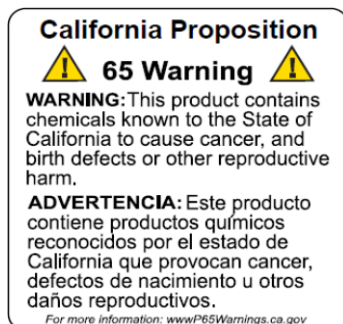 California Proposition
65 Warning
WARNING: This product contains
chemicals known to the State of
California to cause cancer, and
birth defects or other reproductive
harm.
ADVERTENCIA: Este producto
contiene productos químicos
reconocidos por el estado de
California que provocan cancer,
defectos de nacimiento u otros
daños reproductivos.
For more information: wwwP65Warnings.ca.gov